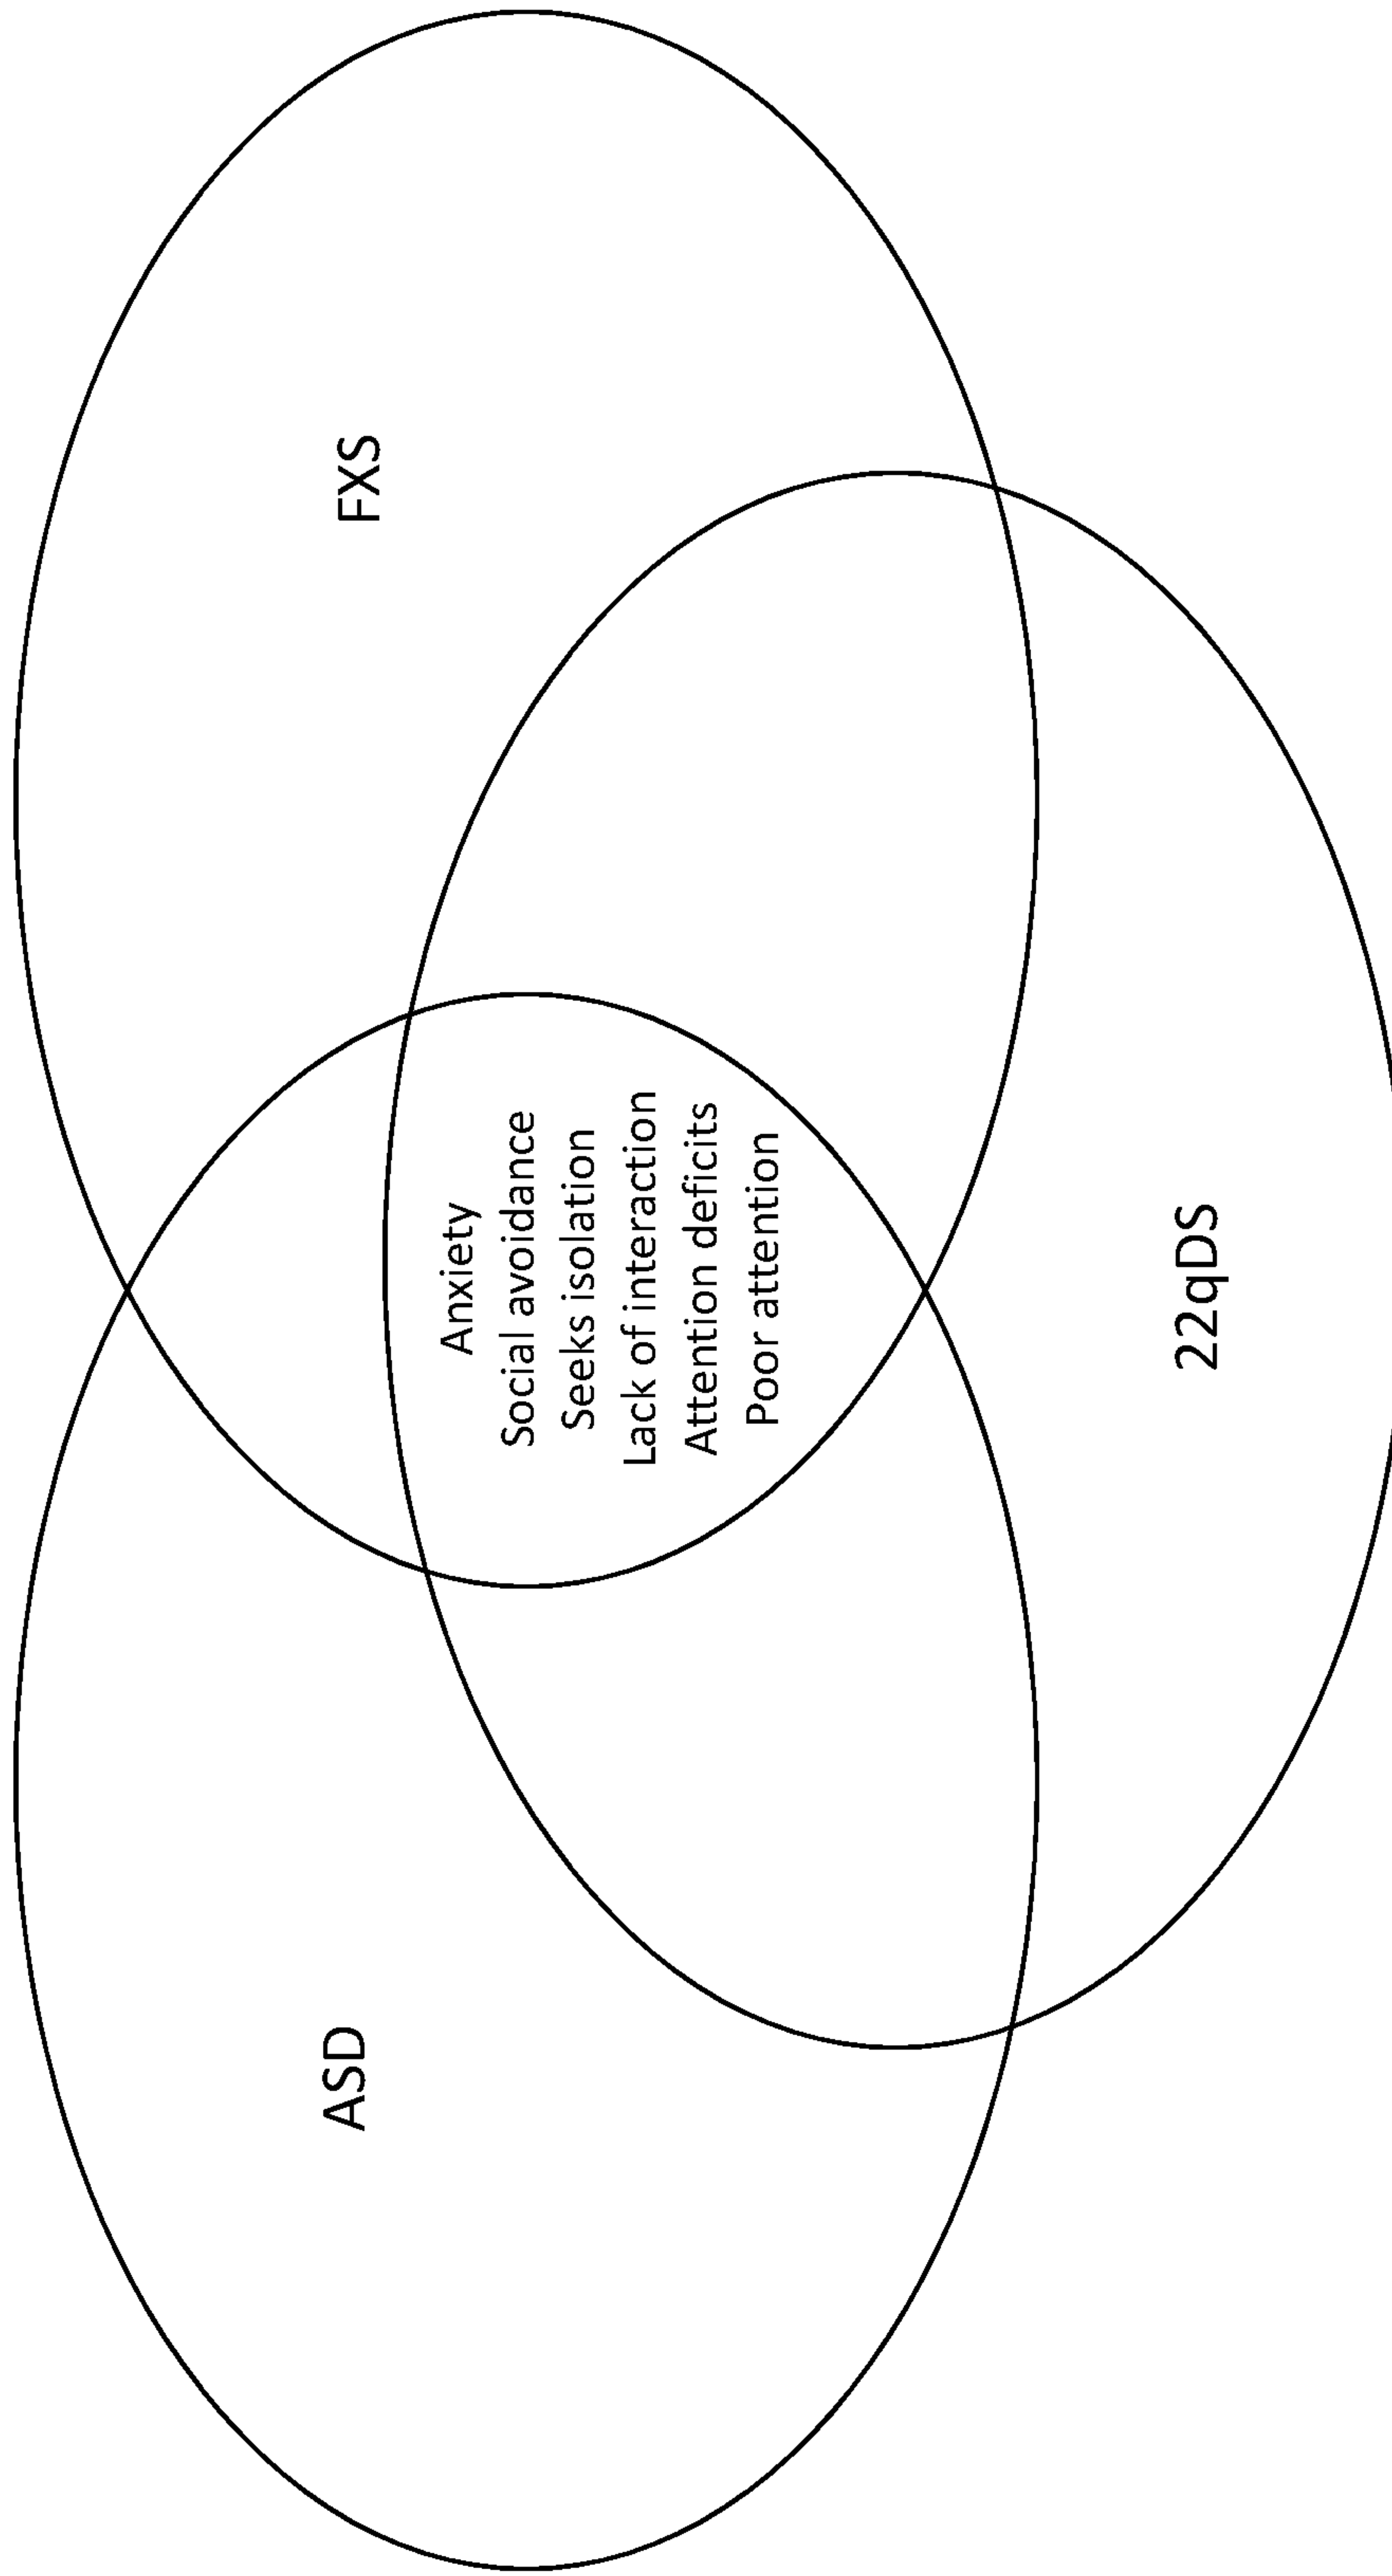 ASD
FXS
Anxiety
Social avoidance
Seeks isolation
Lack of interaction
Attention deficits
Poor attention
22qDS